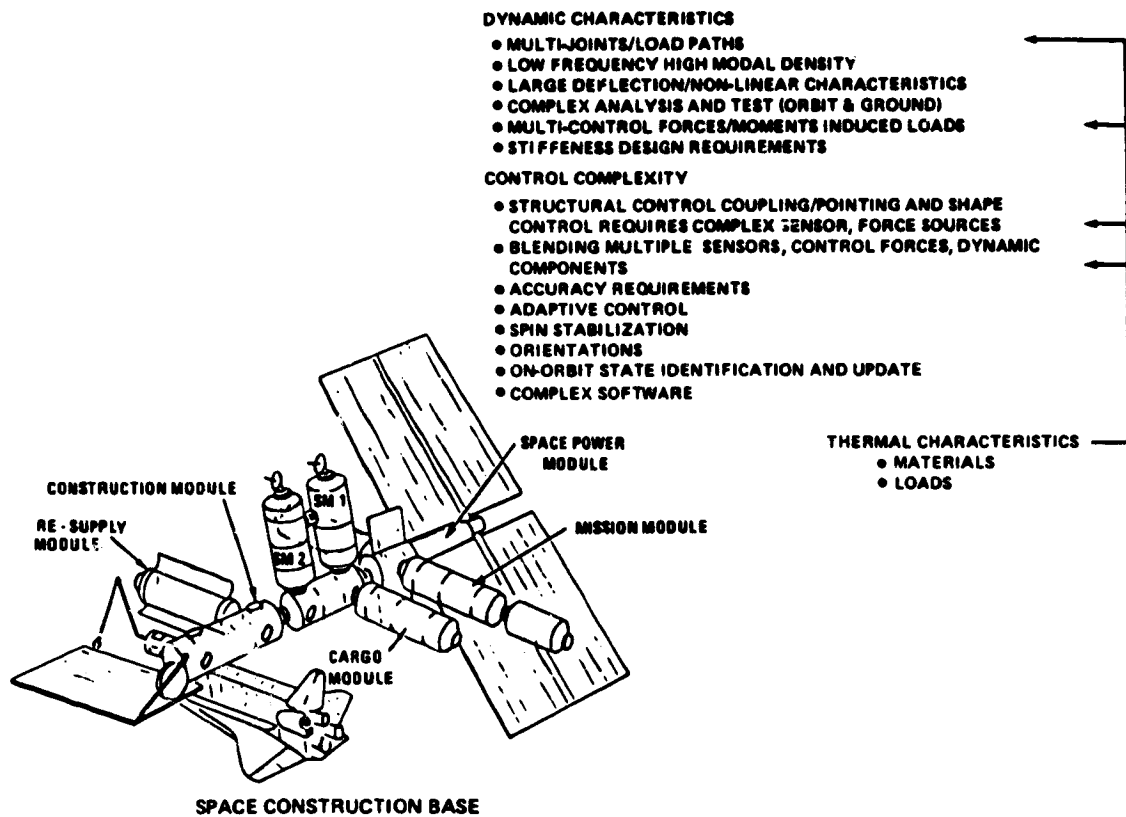 DYNAMIC CHARACTERISTICS
• MULTI-JOINTS/LOAD PATHS
• LOW FREQUENCY HIGH MODAL DENSITY
• LARGE DEFLECTION/NON-LINEAR CHARACTERISTICS
• COMPLEX ANALYSIS AND TEST (ORBIT & GROUND)
• MULTI-CONTROL FORCES/MOMENTS INDUCED LOADS
• STIFFENESS DESIGN REQUIREMENTS
CONTROL COMPLEXITY
• STRUCTURAL CONTROL COUPLING/POINTING AND SHAPE
CONTROL REQUIRES COMPLEX SENSOR, FORCE SOURCES
• BLENDING MULTIPLE SENSORS, CONTROL FORCES, DYNAMIC
COMPONENTS
• ACCURACY REQUIREMENTS
• ADAPTIVE CONTROL
• SPIN STABILIZATION
• ORIENTATIONS
• ON-ORBIT STATE IDENTIFICATION AND UPDATE
• COMPLEX SOFTWARE
THERMAL CHARACTERISTICS
• MATERIALS
• LOADS
SPACE POWER
MODULE
CONSTRUCTION MODULE
RE - SUPPLY
MODULE
SM 1
SM 2
MISSION MODULE
CARGO
MODULE
SPACE CONSTRUCTION BASE